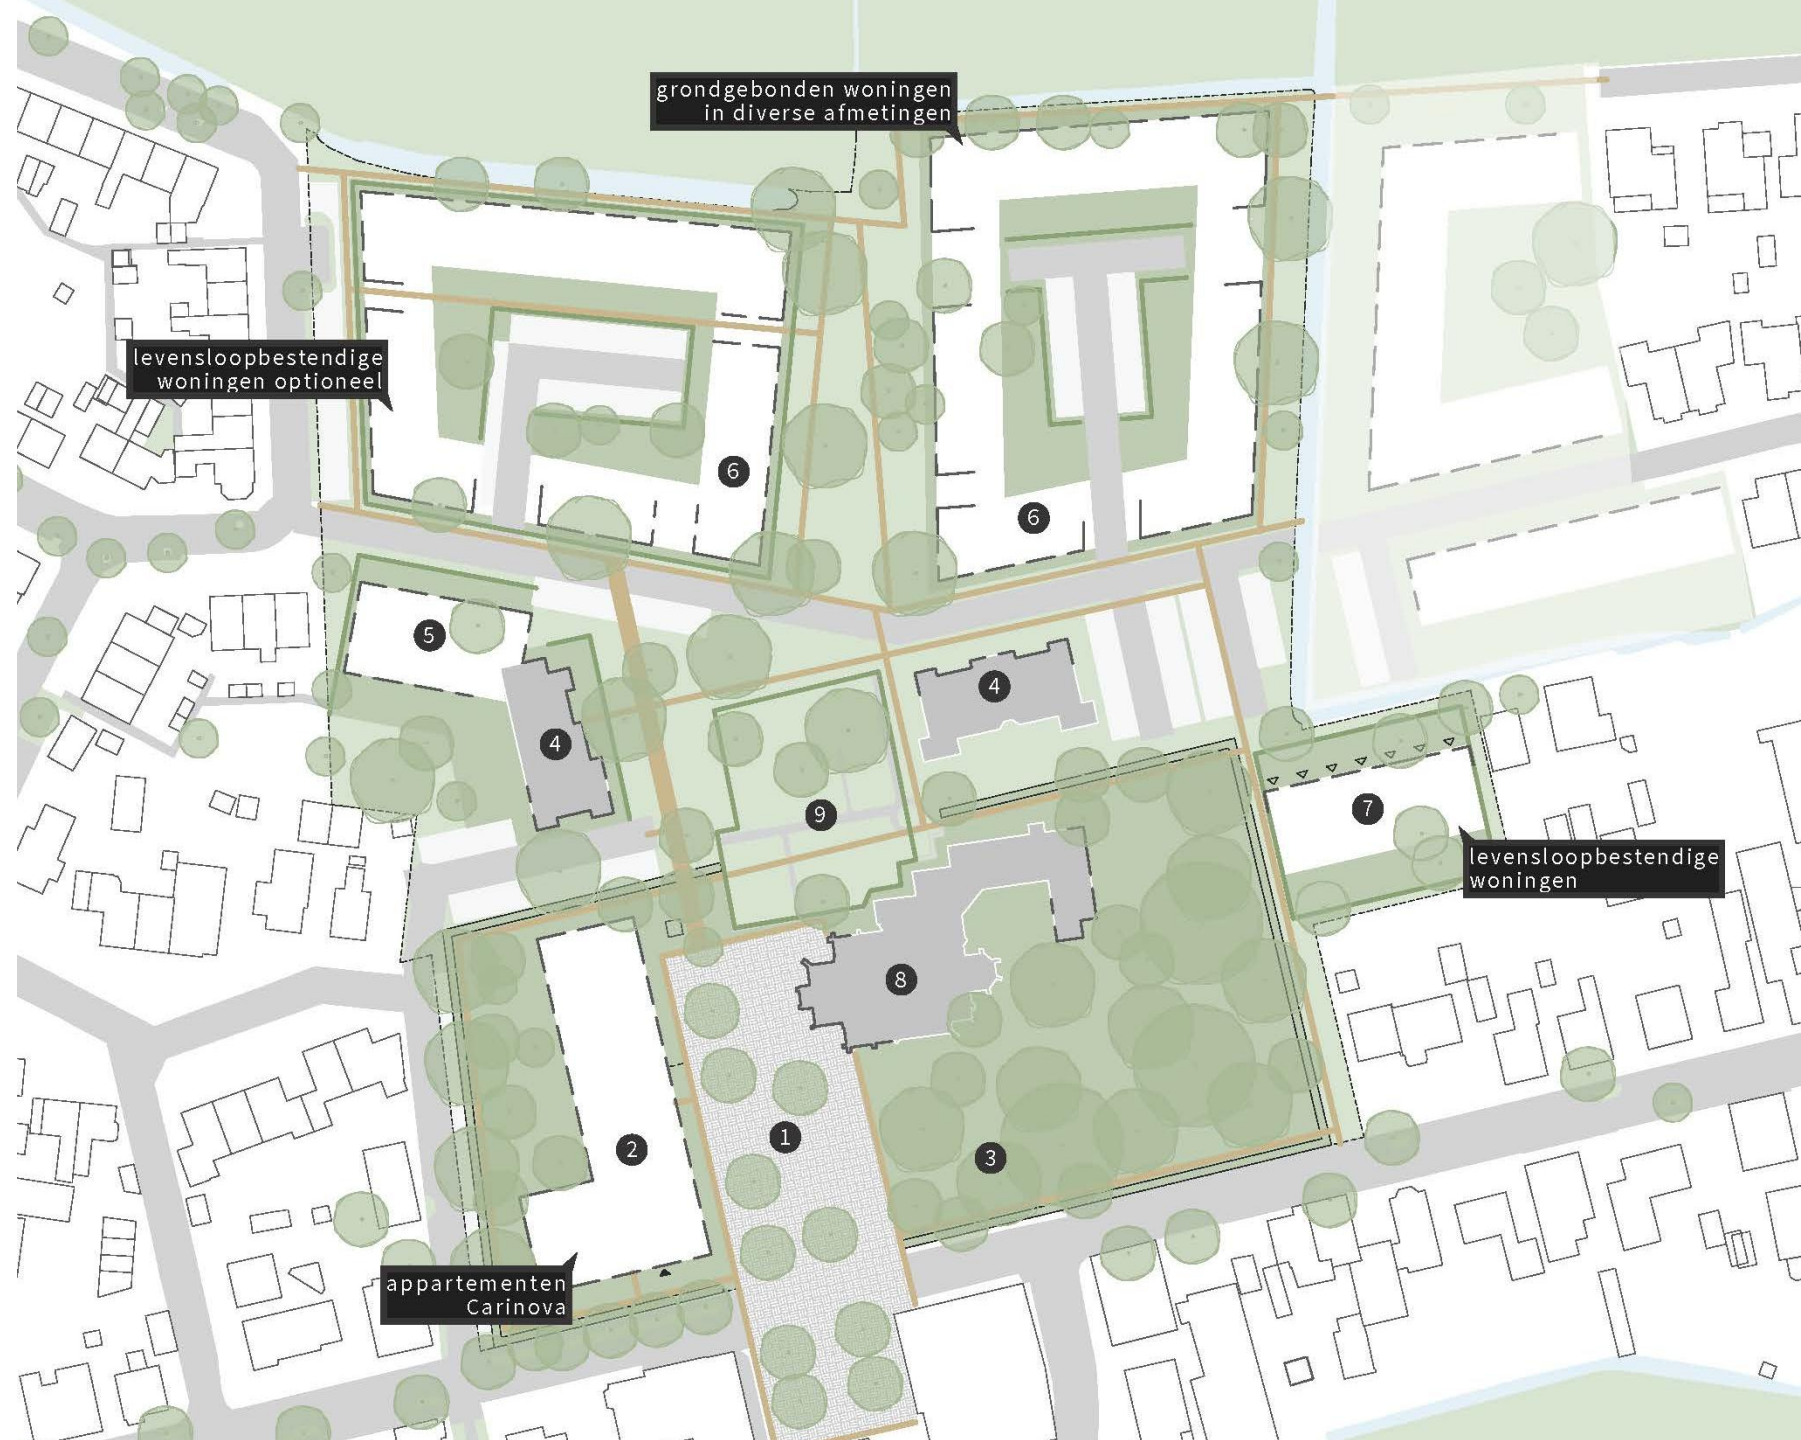 grondgebonden woningen
in diverse afmetingen
levensloopbestendige
woningen optioneel
6
6
5
4
4
9
7
levensloopbestendige
woningen
8
2
1
3
appartementen
Carinova